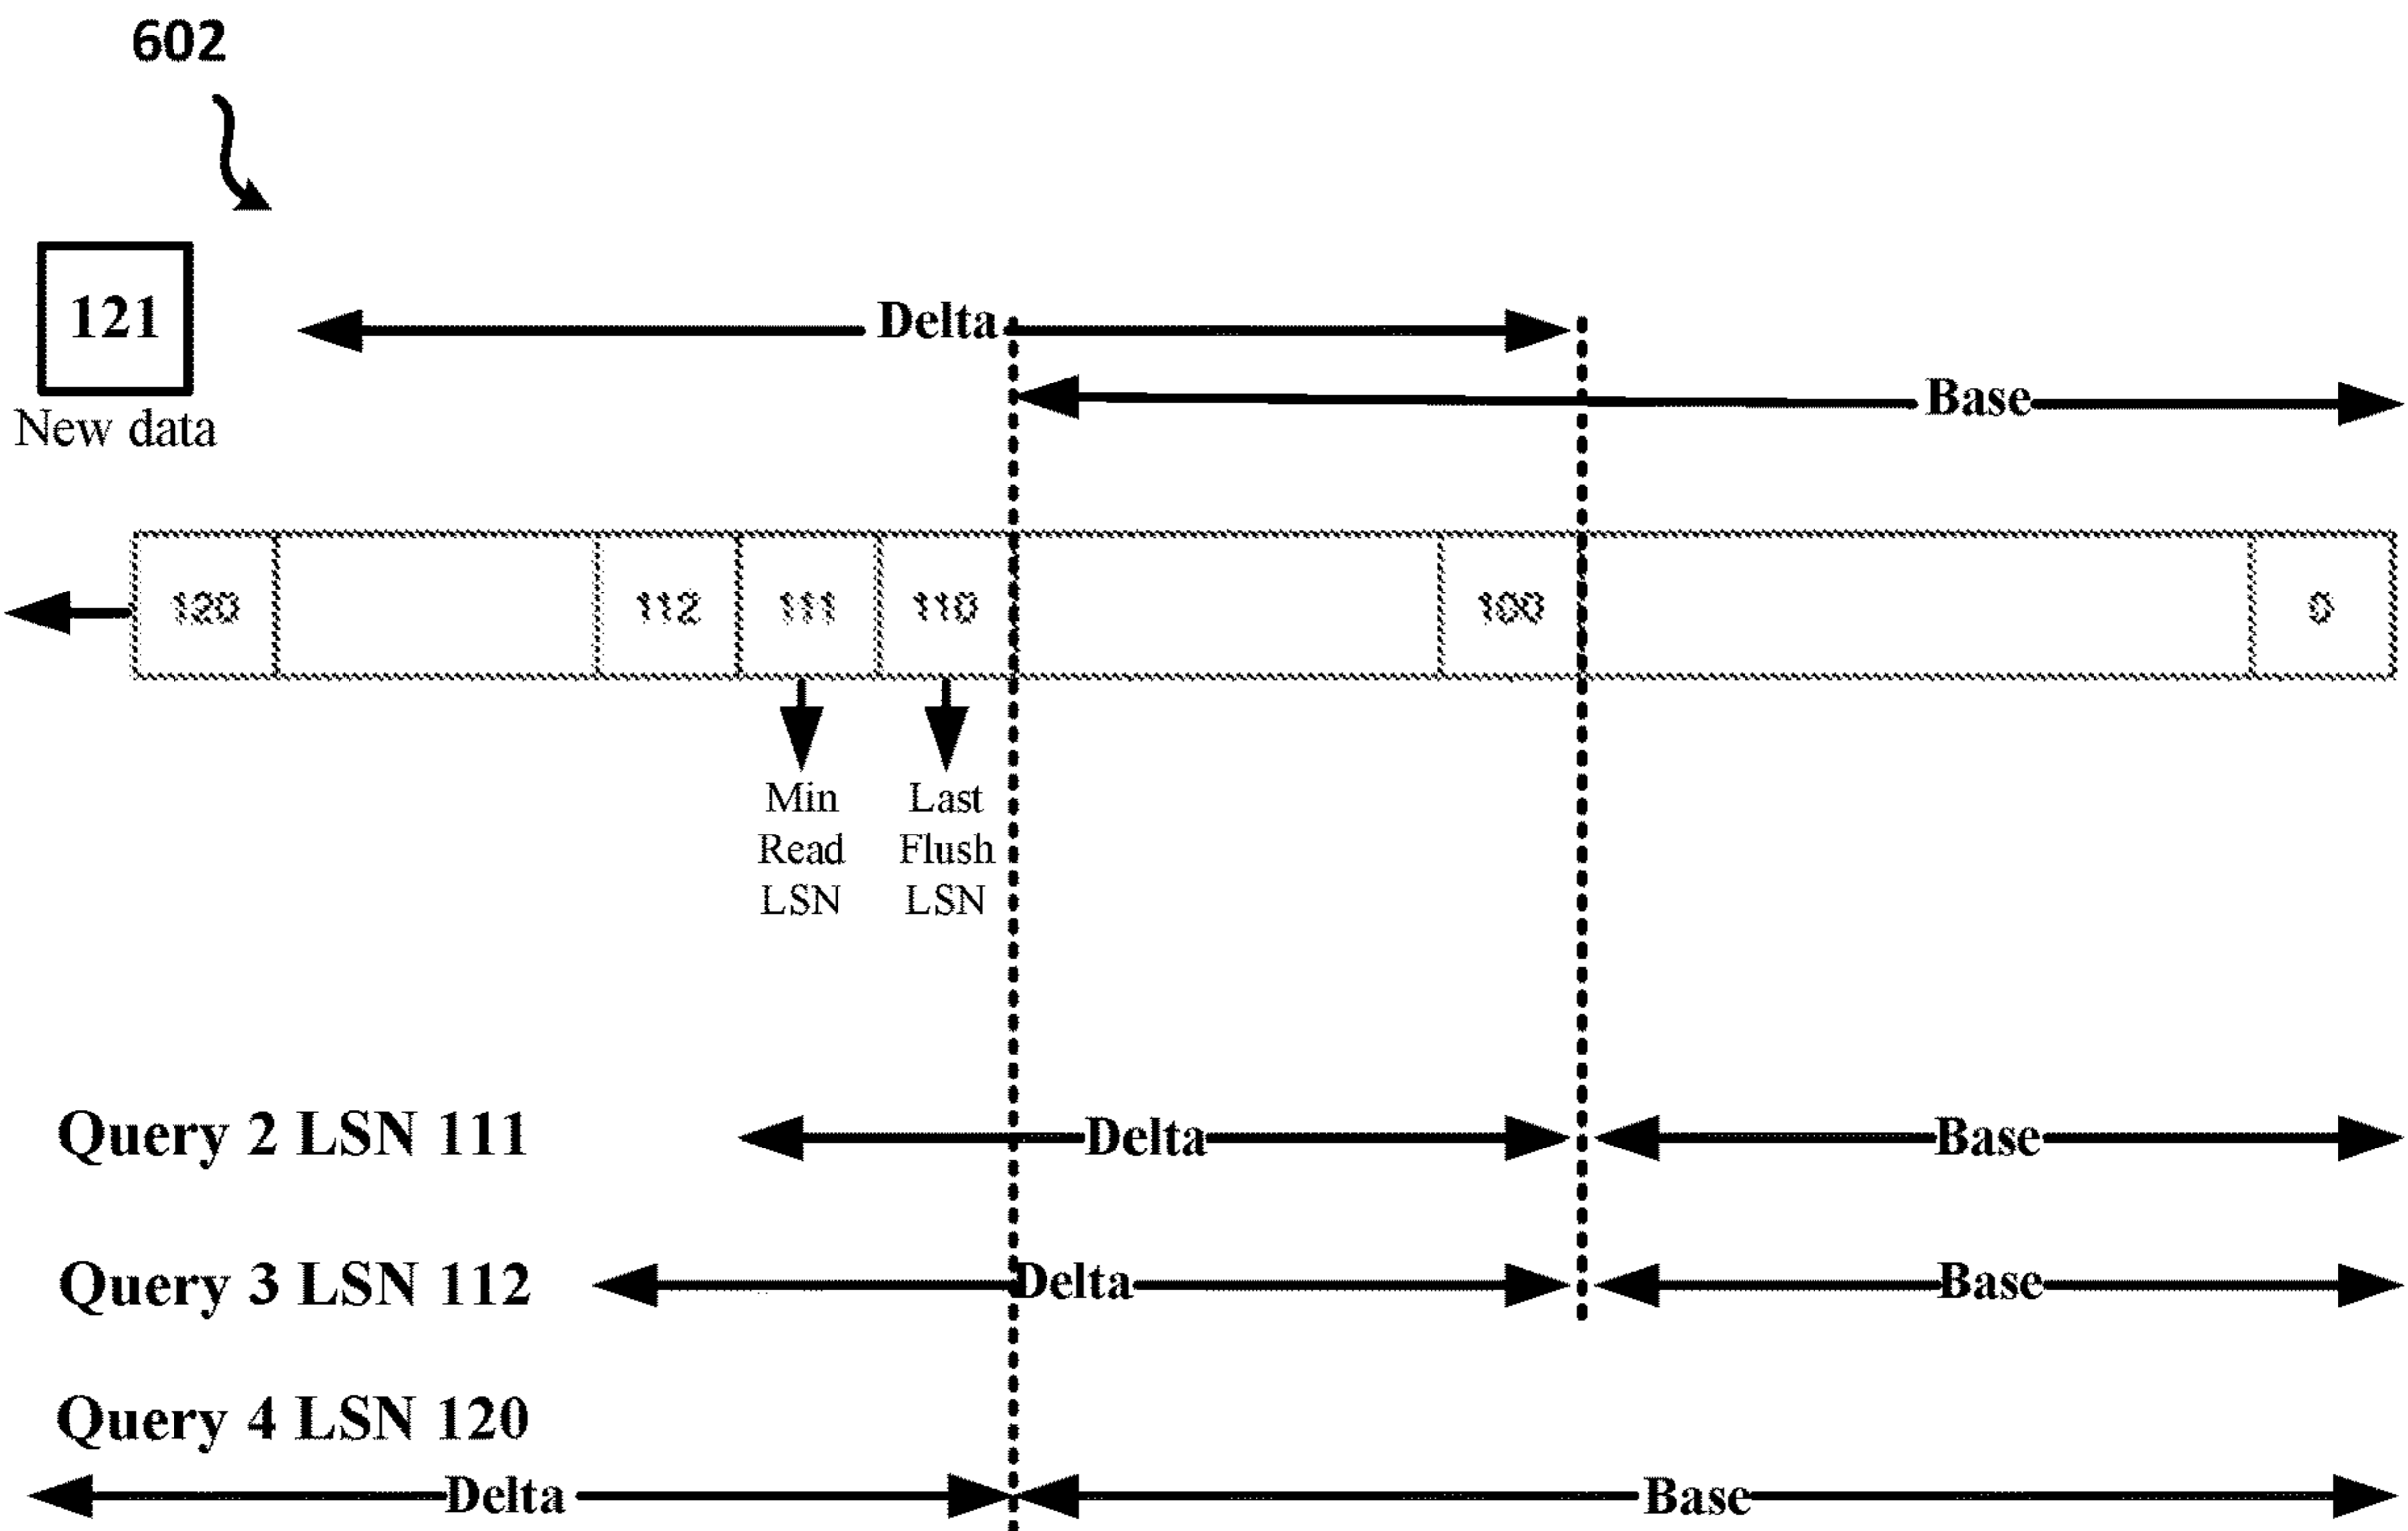 602
121
New data
Delta
Base
120 112 111 110 100 0
Min Read LSN
Last Flush LSN
Query 2 LSN 111 Delta Base
Query 3 LSN 112 Delta Base
Query 4 LSN 120
Delta Base